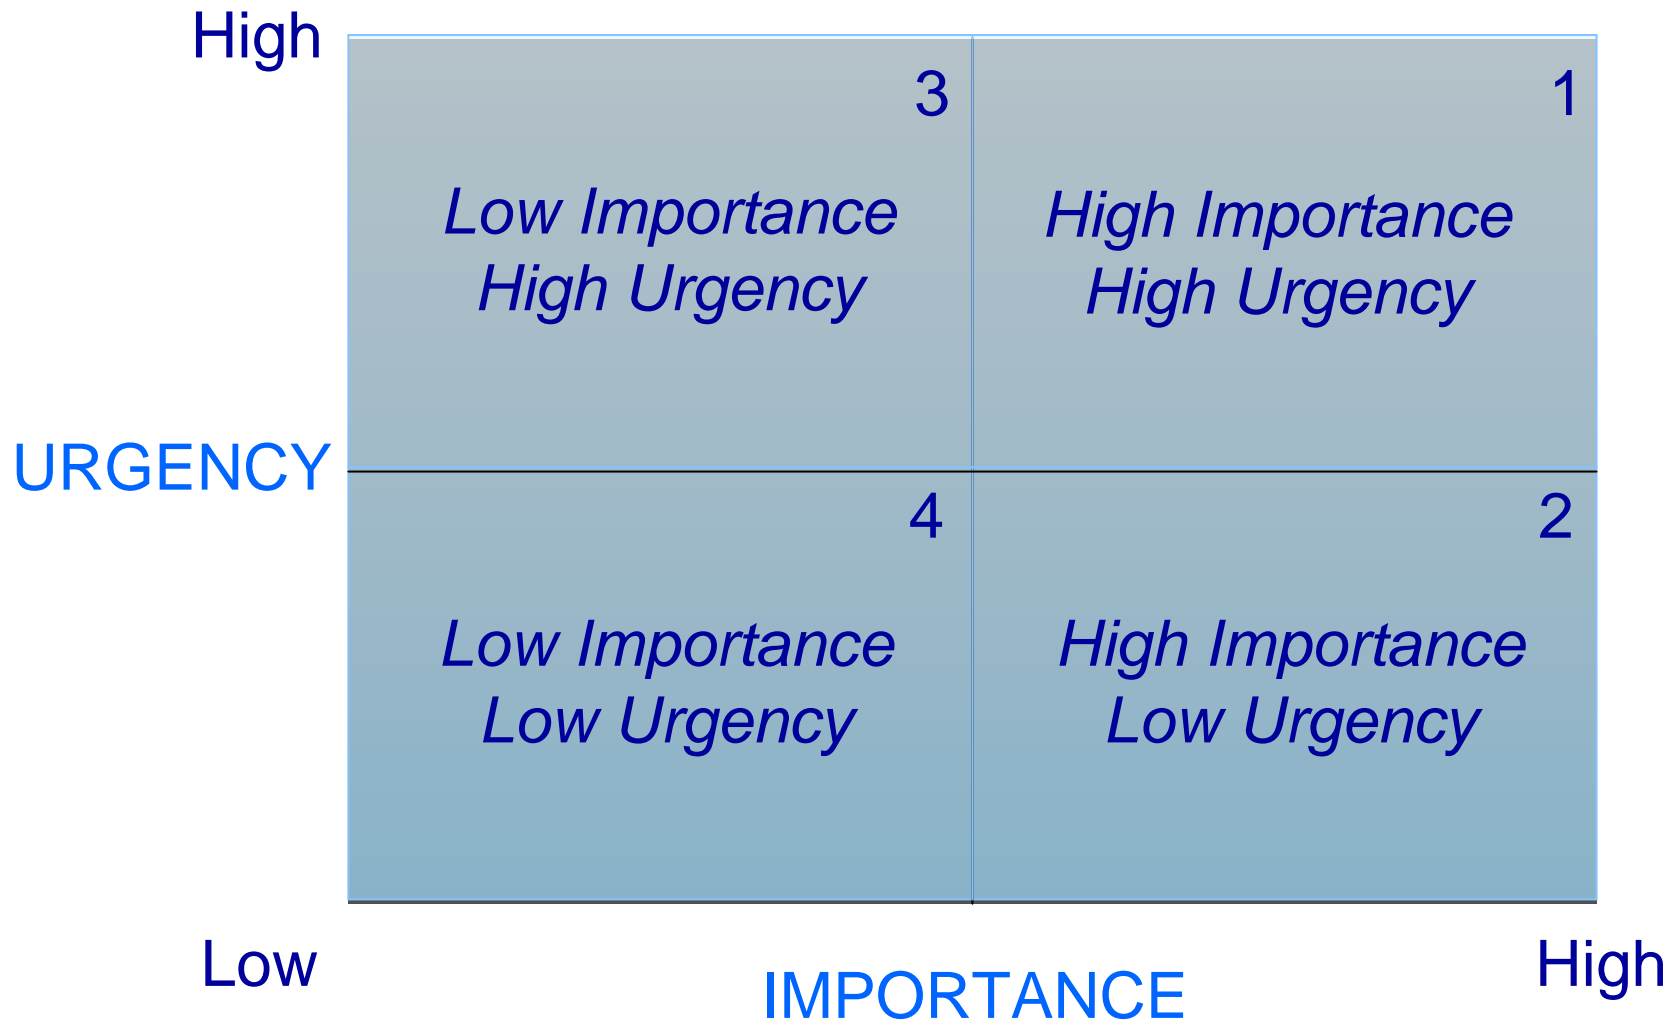 High
3
1
Low Importance
High Urgency
High Importance
High Urgency
URGENCY
4
2
Low Importance
Low Urgency
High Importance
Low Urgency
Low
IMPORTANCE
High